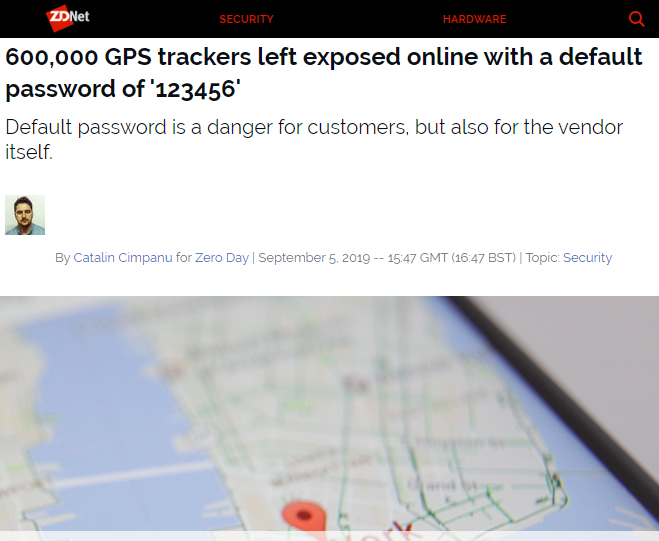 ZDNet
SECURITY
HARDWARE
600,000 GPS trackers left exposed online with a default
password of '123456'
Default password is a danger for customers, but also for the vendor
itself.
By Catalin Cimpanu for Zero Day | September 5, 2019 -- 15:47 GMT (16:47 BST) | Topic: Security